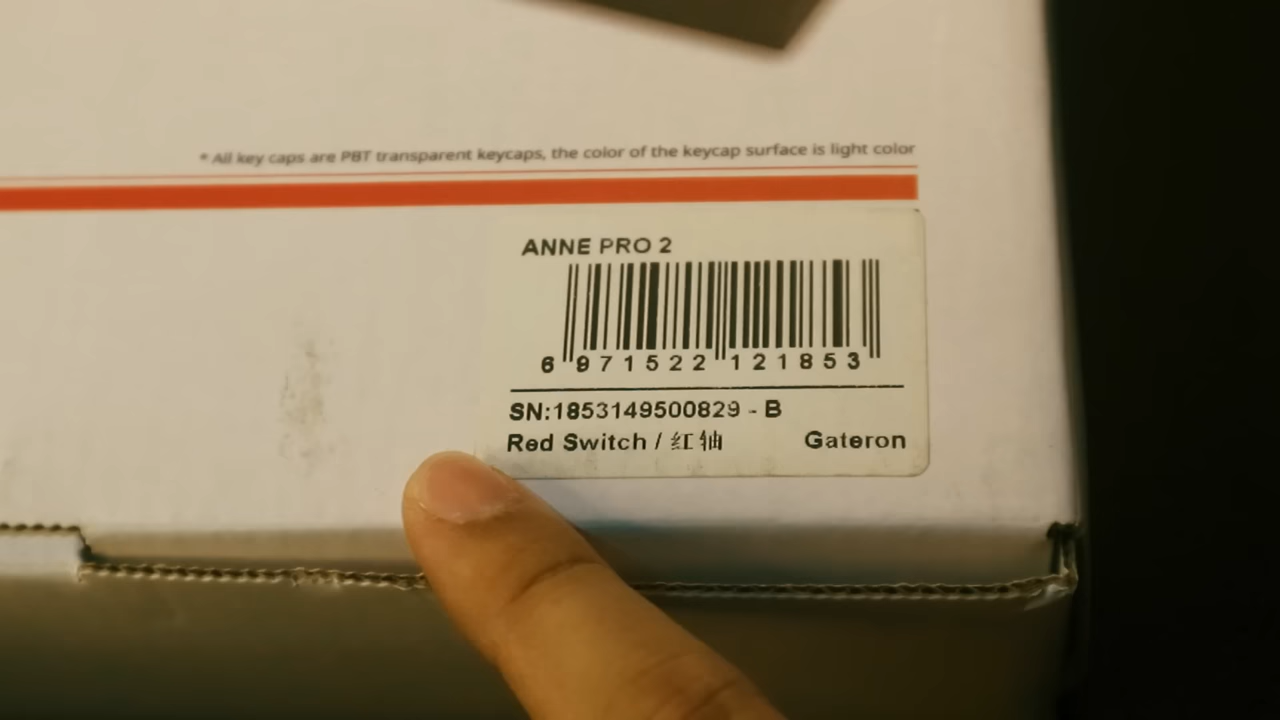 * All key caps are PBT transparent keycaps, the color of the keycap surface is light color
ANNE PRO 2
6 971522 121853
SN:1853149500829 - B
Red Switch / 红轴 Gateron